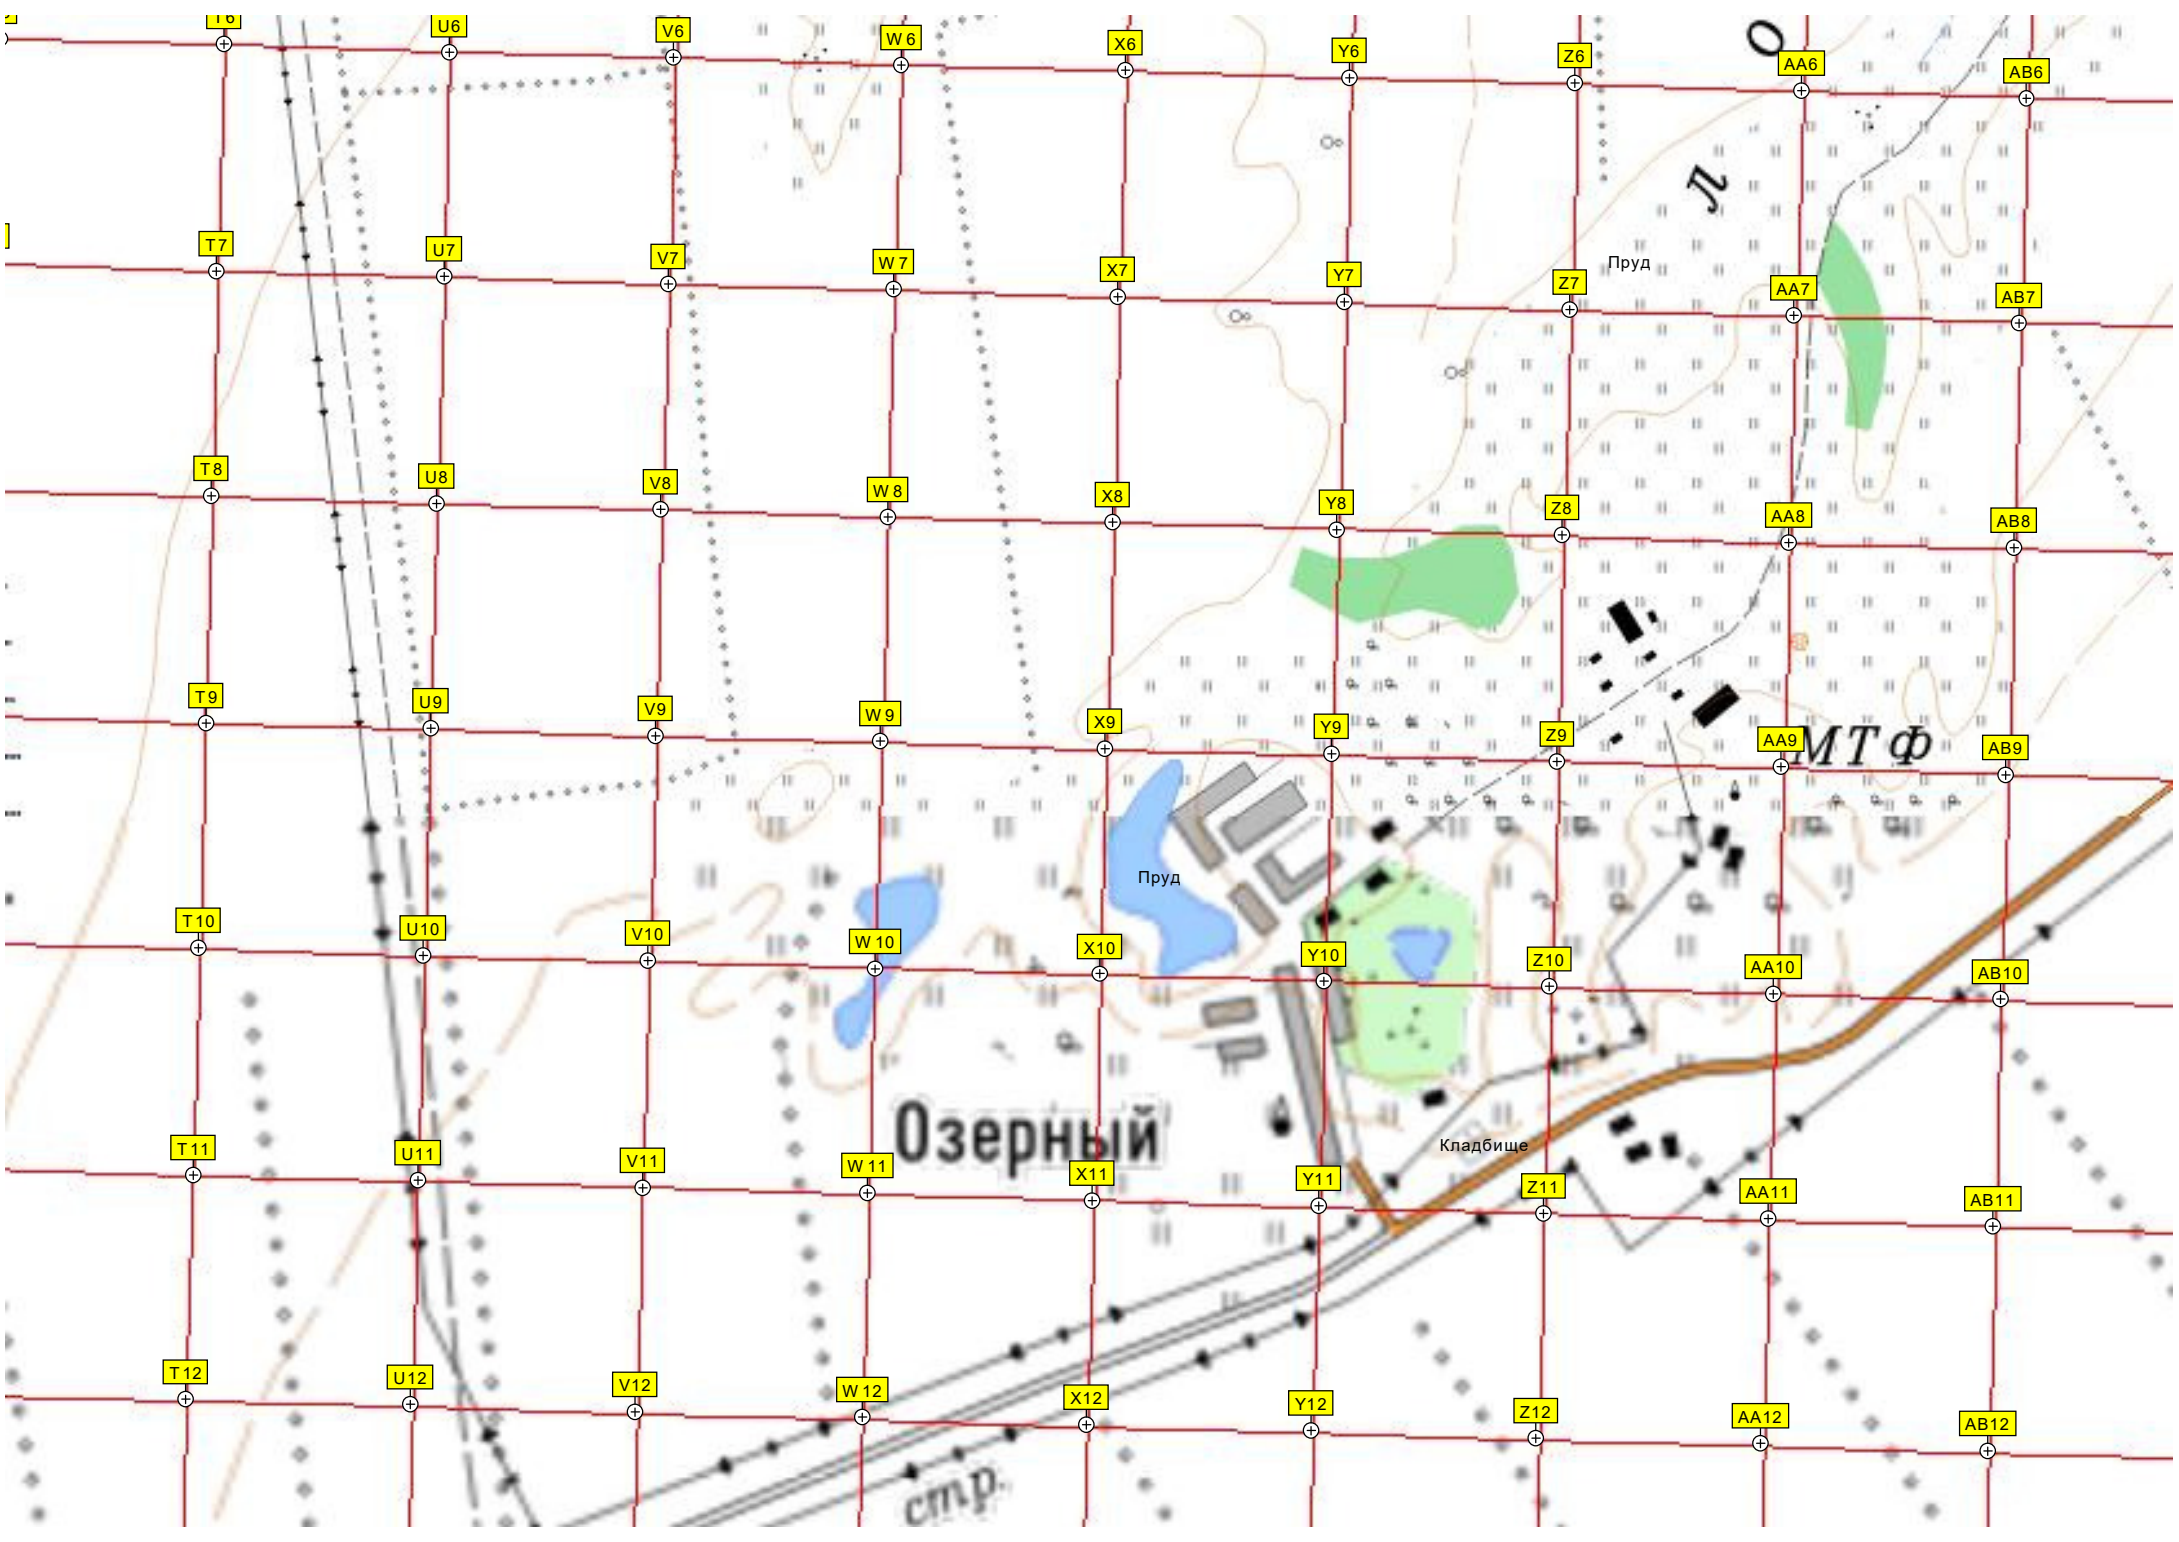 T6 U6 V6 W6 X6 Y6 Z6 AA6 AB6
О
Л
T7 U7 V7 W7 X7 Y7 Z7 AA7 AB7
Пруд
T8 U8 V8 W8 X8 Y8 Z8 AA8 AB8
T9 U9 V9 W9 X9 Y9 Z9 AA9 AB9
МТФ
Пруд
T10 U10 V10 W10 X10 Y10 Z10 AA10 AB10
Озерный
Кладбище
T11 U11 V11 W11 X11 Y11 Z11 AA11 AB11
T12 U12 V12 W12 X12 Y12 Z12 AA12 AB12
стр.